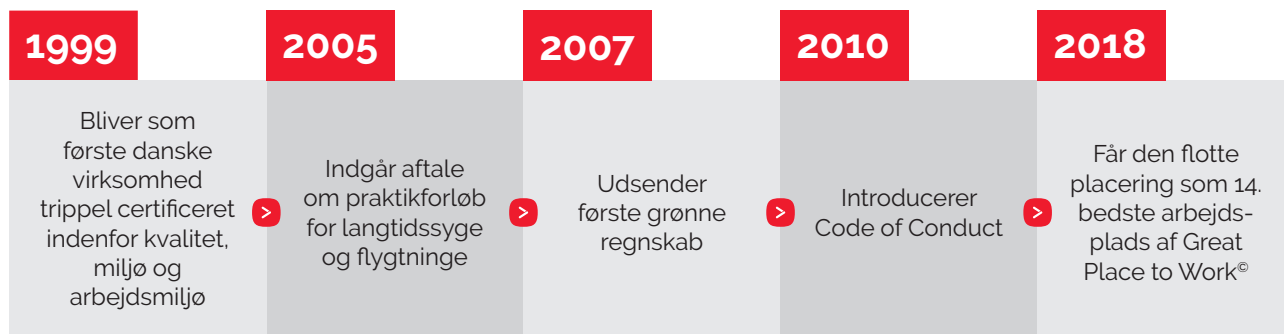 1999
Bliver som
første danske
virksomhed
trippel certificeret
indenfor kvalitet,
miljø og
arbejdsmiljø
2005
Indgår aftale
om praktikforløb
for langtidssyge
og flygtninge
2007
Udsender
første grønne
regnskab
2010
Introducerer
Code of Conduct
2018
Får den flotte
placering som 14.
bedste arbejds-
plads af Great
Place to Work©